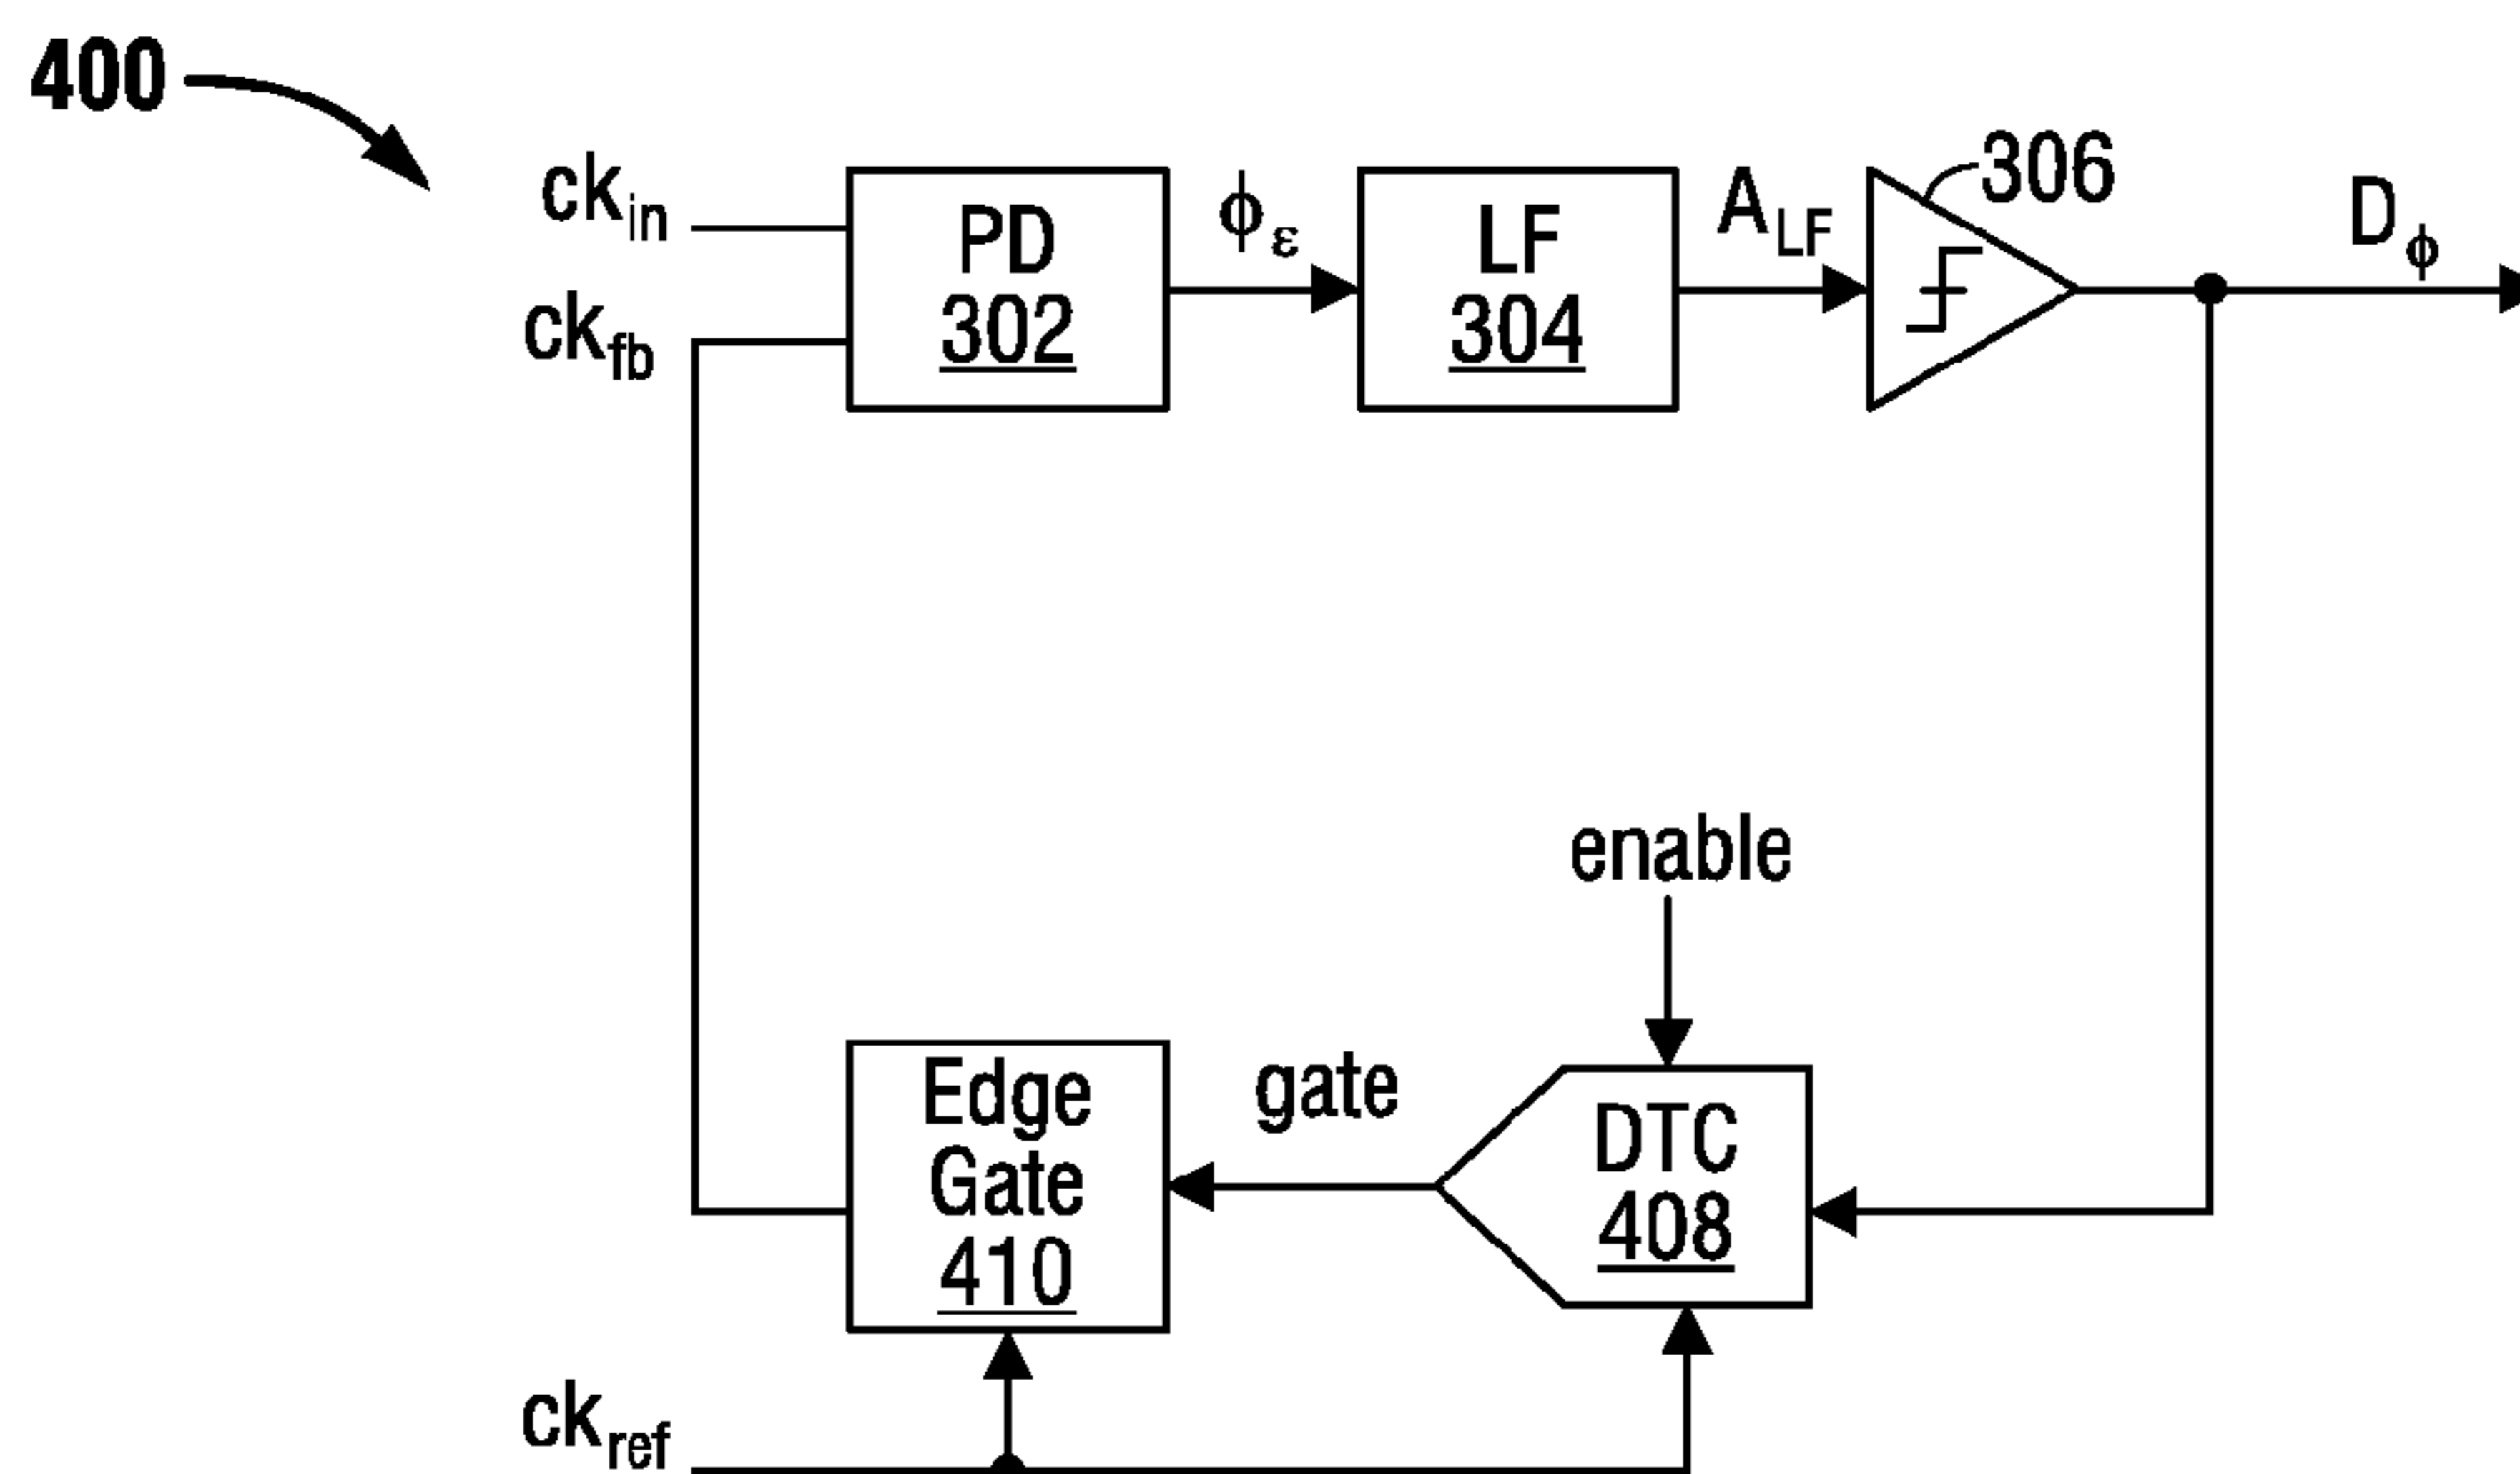 400
ck_in
ck_fb
PD
302
ϕ_ε
LF
304
A_LF
306
D_ϕ
enable
Edge
Gate
410
gate
DTC
408
ck_ref